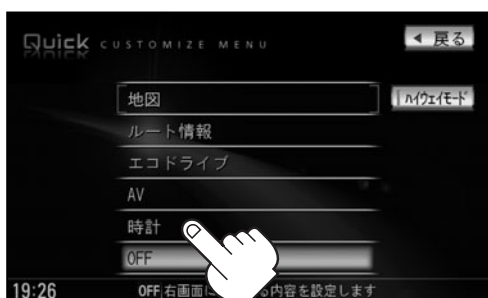 Quick CUSTOMIZE MENU
◀ 戻る
地図
ハイウェイモード
ルート情報
エコドライブ
AV
時計
OFF
19:26 OFF 右画面に る内容を設定します